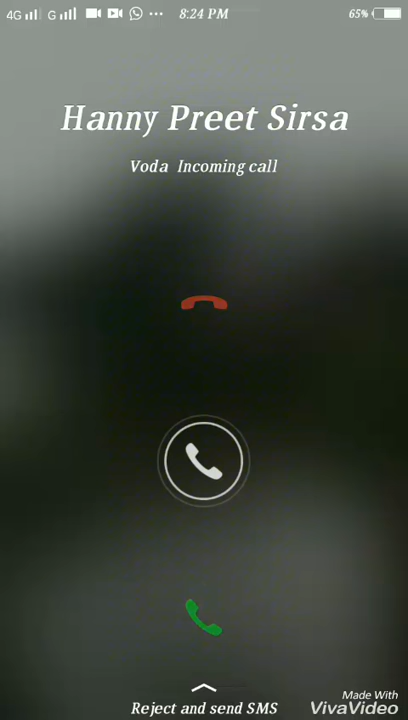 4G G 8:24 PM 65%
Hanny Preet Sirsa
Voda Incoming call
Reject and send SMS
Made With
VivaVideo